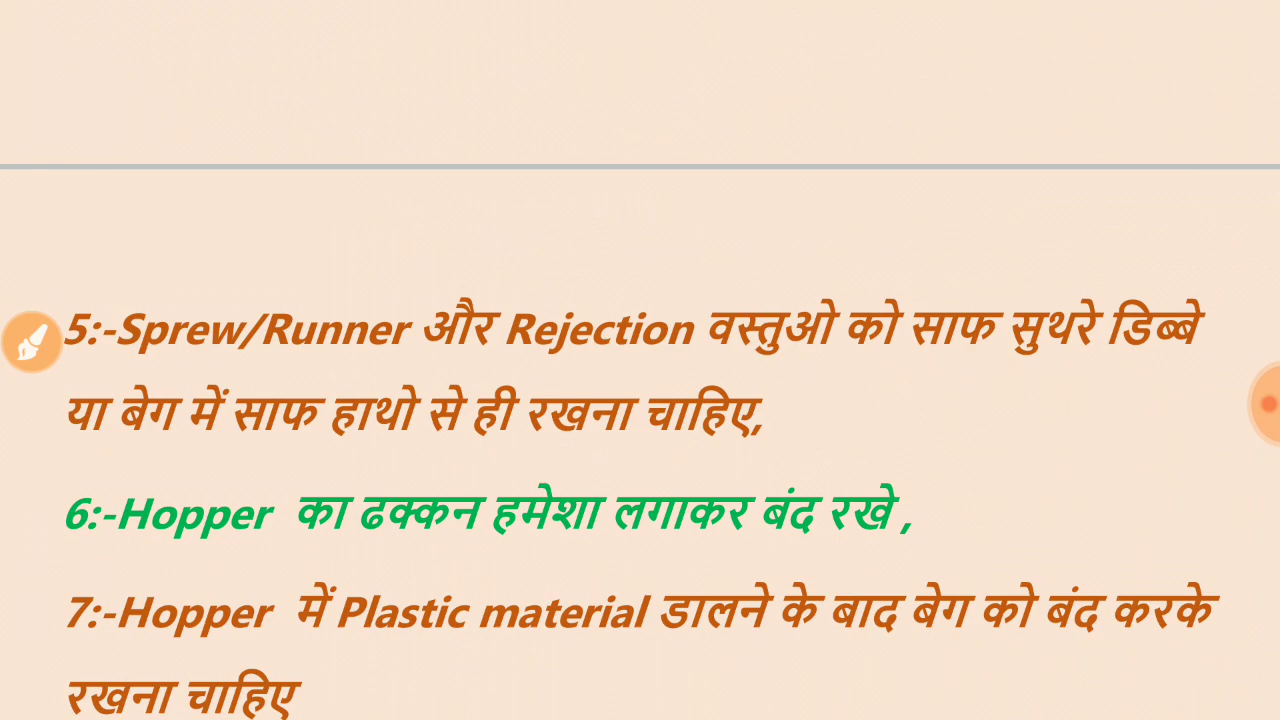 5:-Sprew/Runner और Rejection वस्तुओ को साफ सुथरे डिब्बे
या बेग में साफ हाथो से ही रखना चाहिए,
6:-Hopper का ढक्कन हमेशा लगाकर बंद रखे ,
7:-Hopper में Plastic material डालने के बाद बेग को बंद करके
रखना चाहिए